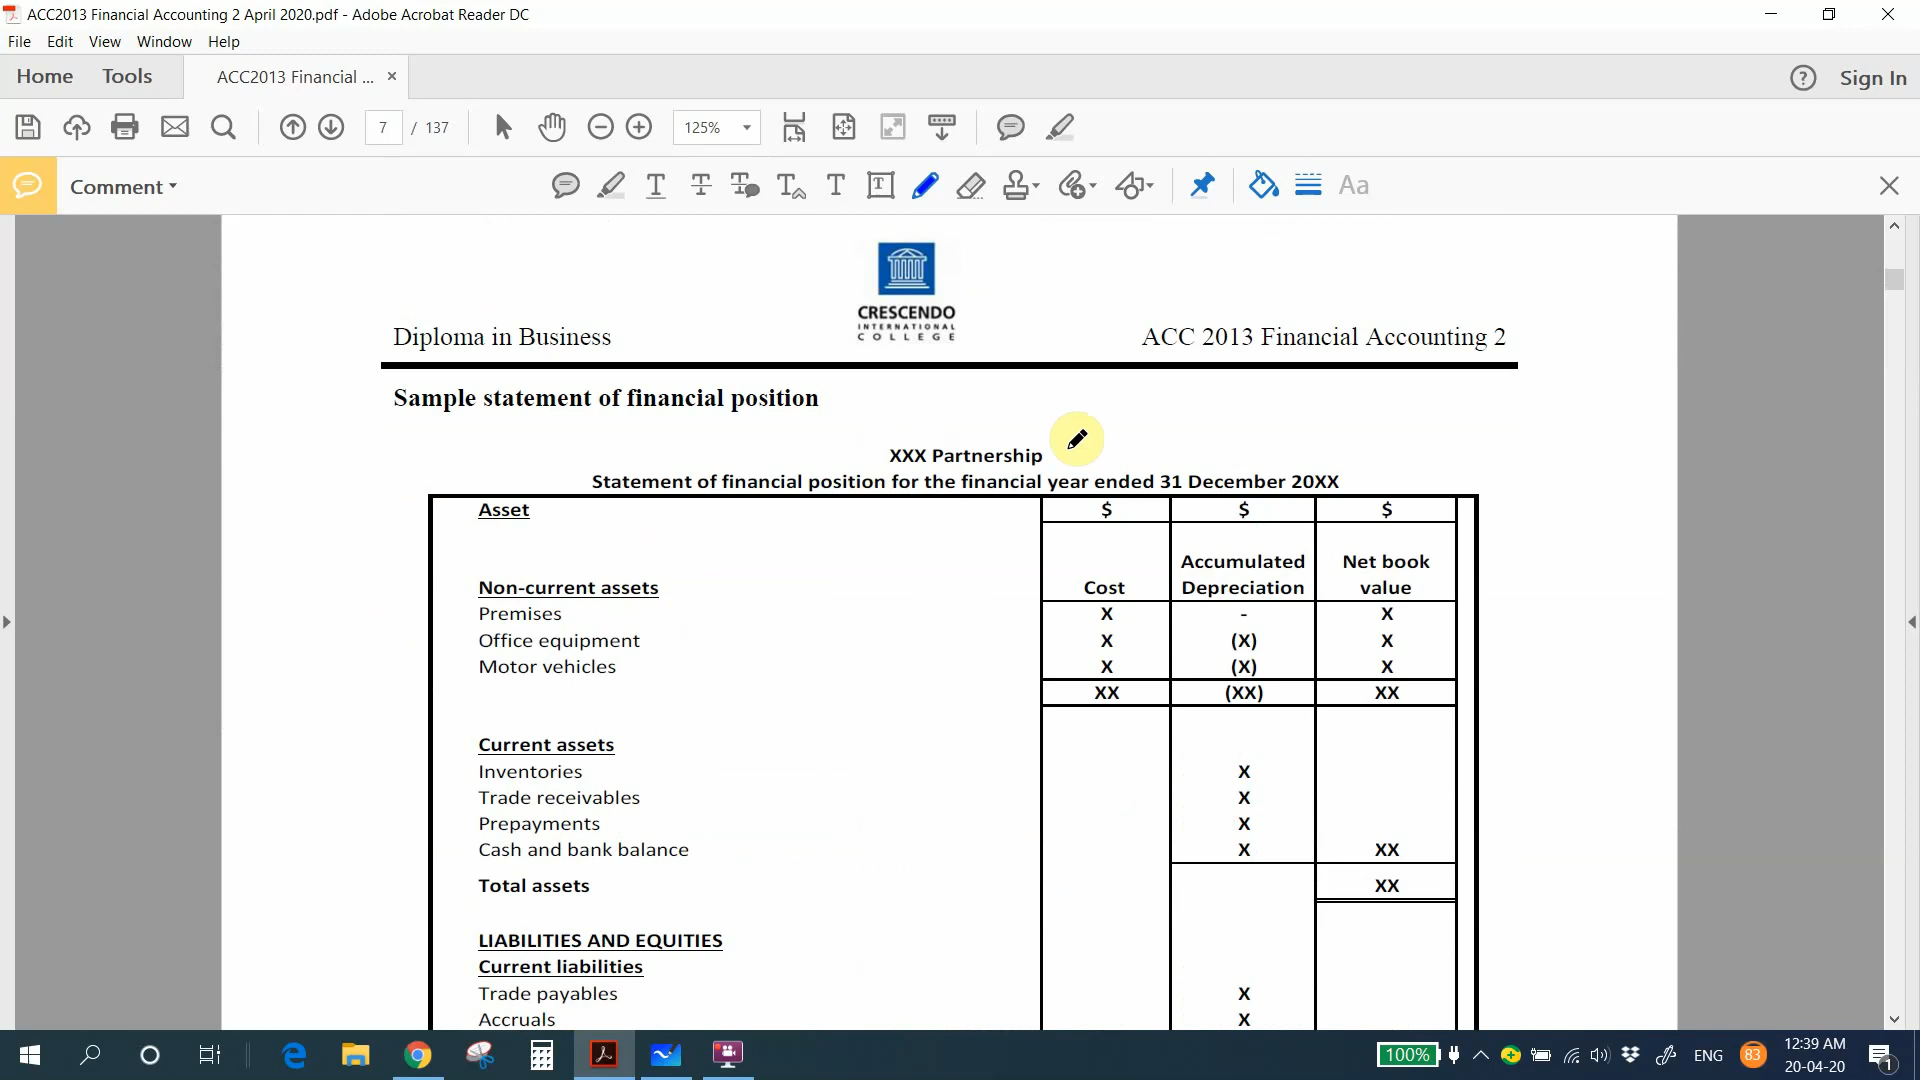 ACC2013 Financial Accounting 2 April 2020.pdf - Adobe Acrobat Reader DC
File Edit View Window Help
Home Tools ACC2013 Financial ... × ? Sign In
7 / 137 125%
Comment T T T T T T Aa
CRESCENDO
INTERNATIONAL
COLLEGE
Diploma in Business ACC 2013 Financial Accounting 2
Sample statement of financial position
XXX Partnership
Statement of financial position for the financial year ended 31 December 20XX
Asset $ $ $
Accumulated Net book
Non-current assets Cost Depreciation value
Premises X - X
Office equipment X (X) X
Motor vehicles X (X) X
XX (XX) XX
Current assets
Inventories X
Trade receivables X
Prepayments X
Cash and bank balance X XX
Total assets XX
LIABILITIES AND EQUITIES
Current liabilities
Trade payables X
Accruals X
100% ENG 83 12:39 AM
20-04-20 1